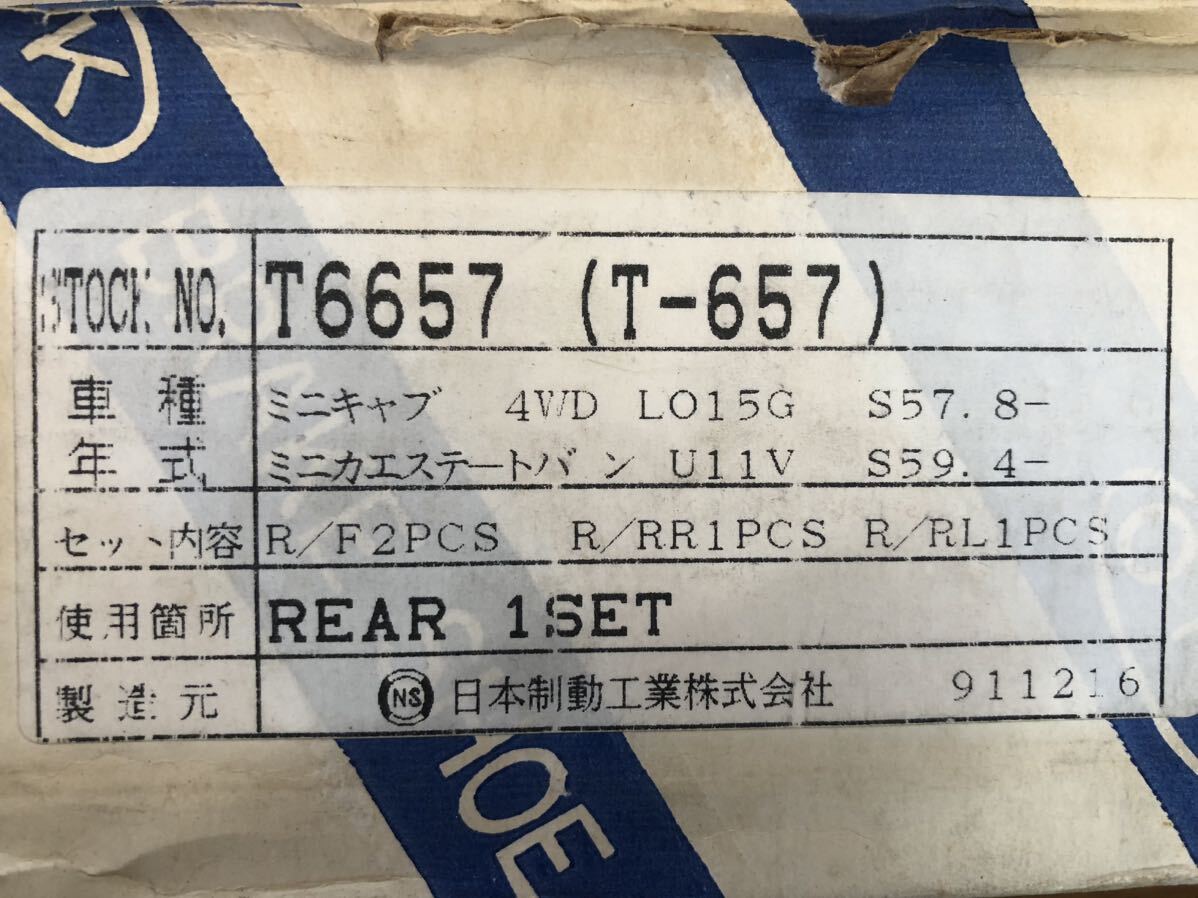 K
STOCK NO. T6657 (T-657)
車種 ミニキャブ 4WD LO15G S57.8-
年式 ミニカエステートバン U11V S59.4-
セット内容 R/F2PCS R/RR1PCS R/RL1PCS
使用箇所 REAR 1SET
製造元 NS 日本制動工業株式会社 911216
SHOE